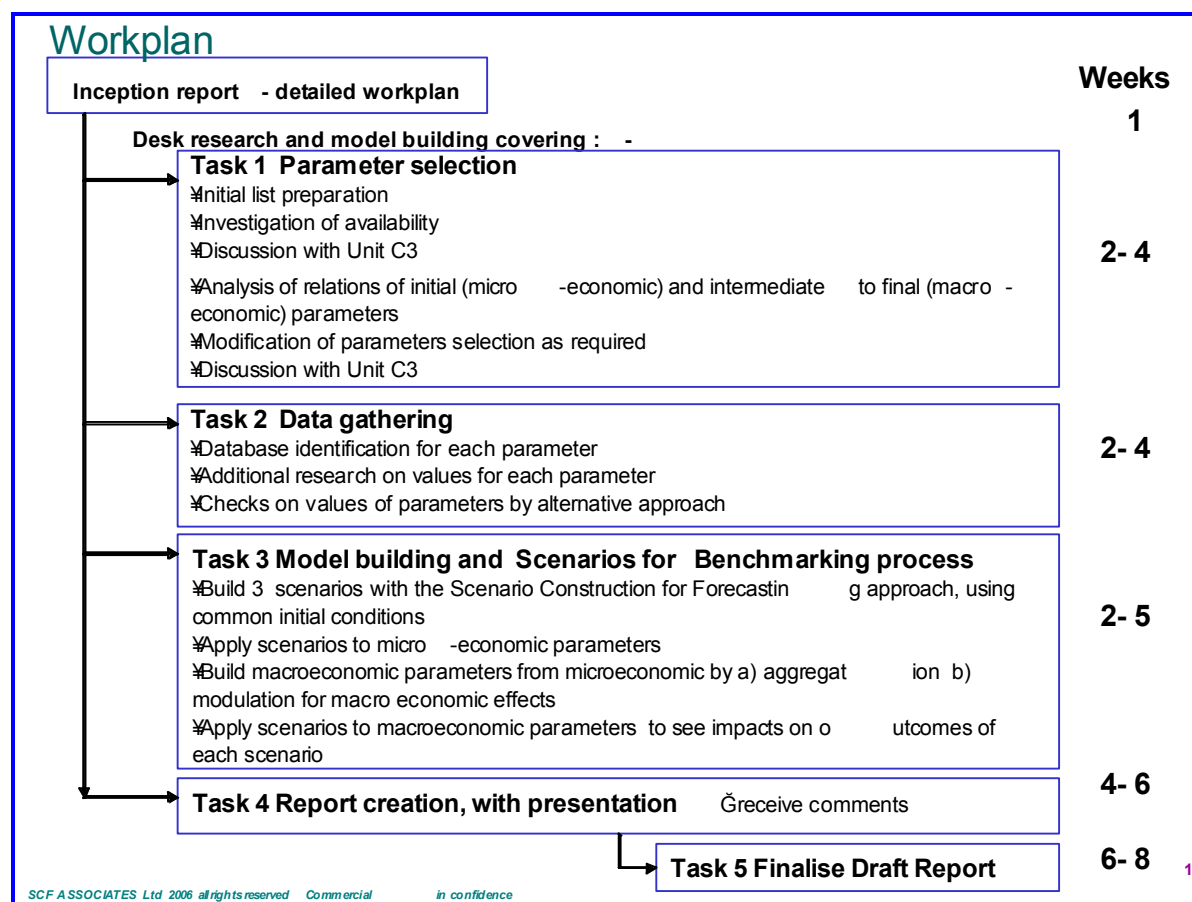 Workplan
Inception report - detailed workplan
Weeks
1
Desk research and model building covering : -
Task 1 Parameter selection
¥Initial list preparation
¥Investigation of availability
¥Discussion with Unit C3
2- 4
¥Analysis of relations of initial (micro -economic) and intermediate to final (macro -
economic) parameters
¥Modification of parameters selection as required
¥Discussion with Unit C3
Task 2 Data gathering
¥Database identification for each parameter
2- 4
¥Additional research on values for each parameter
¥Checks on values of parameters by alternative approach
Task 3 Model building and Scenarios for Benchmarking process
¥Build 3 scenarios with the Scenario Construction for Forecastin g approach, using
common initial conditions
2- 5
¥Apply scenarios to micro -economic parameters
¥Build macroeconomic parameters from microeconomic by a) aggregat ion b)
modulation for macro economic effects
¥Apply scenarios to macroeconomic parameters to see impacts on o utcomes of
each scenario
4- 6
Task 4 Report creation, with presentation Ğreceive comments
Task 5 Finalise Draft Report
6- 8
1
SCF ASSOCIATES Ltd 2006 all rights reserved Commercial in confidence